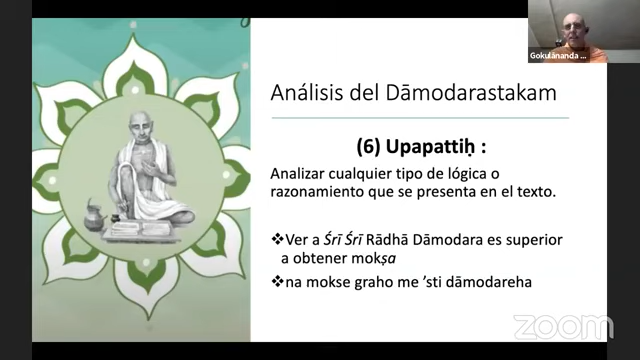 Gokulānanda
Análisis del Dāmodarastakam
(6) Upapattiḥ :
Analizar cualquier tipo de lógica o
razonamiento que se presenta en el texto.
❖Ver a Śrī Śrī Rādhā Dāmodara es superior
a obtener mokṣa
❖na mokse graho me ’sti dāmodareha
zoom